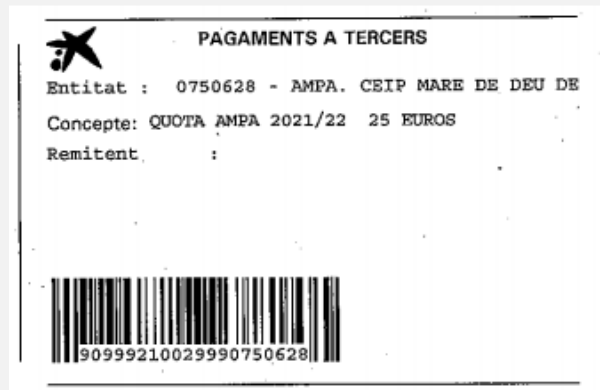 PAGAMENTS A TERCERS
Entitat : 0750628 - AMPA. CEIP MARE DE DEU DE
Concepte: QUOTA AMPA 2021/22 25 EUROS
Remitent :
90999210029990750628